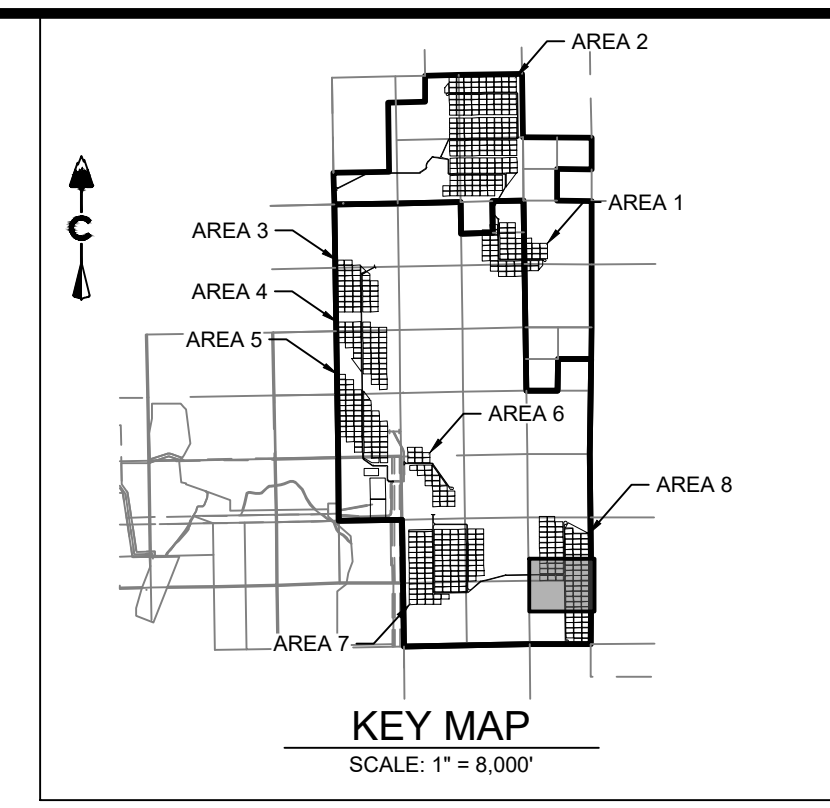 AREA 2
AREA 1
AREA 3
AREA 4
AREA 5
AREA 6
AREA 8
AREA 7
C
KEY MAP
SCALE: 1" = 8,000'